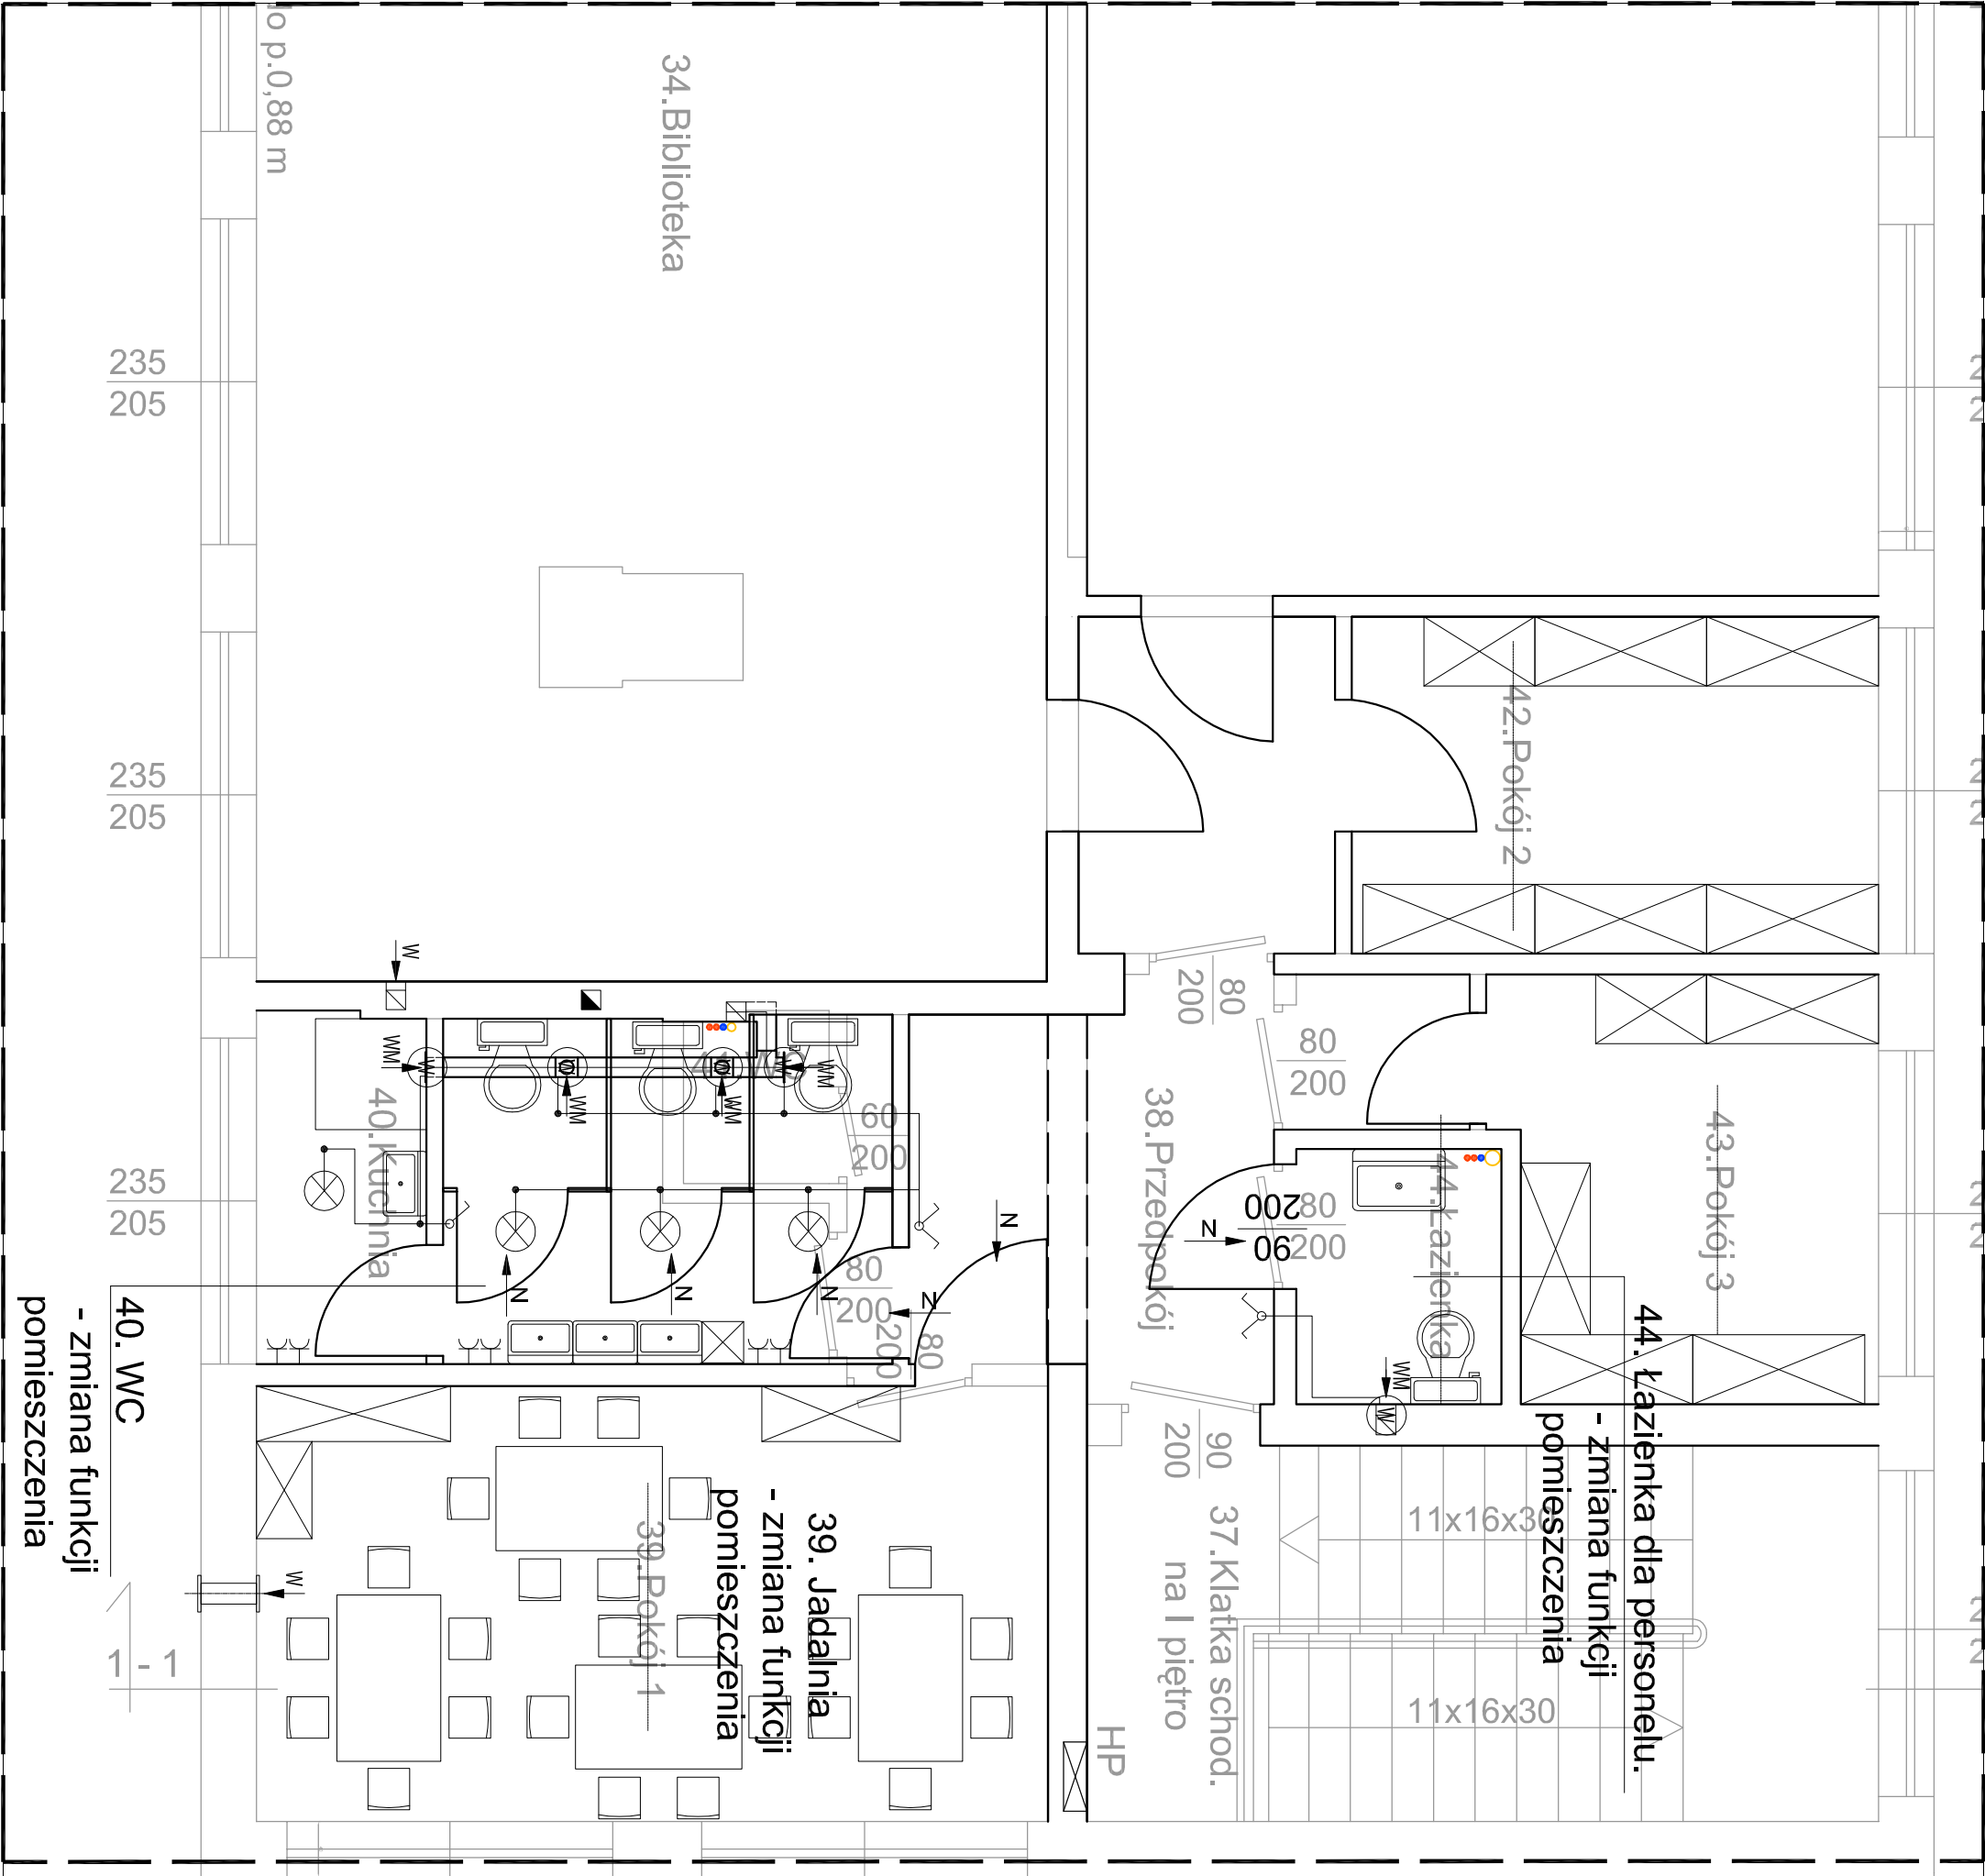 34.Biblioteka
p.0,88 m
235
205
235
205
235
205
42.Pokój 2
43.Pokój 3
44.Łazienka
38.Przedpokój
40.Kuchnia
41.WC
39.Pokój 1
37.Klatka schod.
na I piętro
HP
80
200
80
200
80
200
90
200
60
200
80
200
80
200
90
200
11x16x30
11x16x30
40. WC
- zmiana funkcji
pomieszczenia
39. Jadalnia
- zmiana funkcji
pomieszczenia
44. Łazienka dla personelu.
- zmiana funkcji
pomieszczenia
1 - 1
W
WM
W
WM
WM
W
WM
N
N
N
N
N
N
WM
W
W